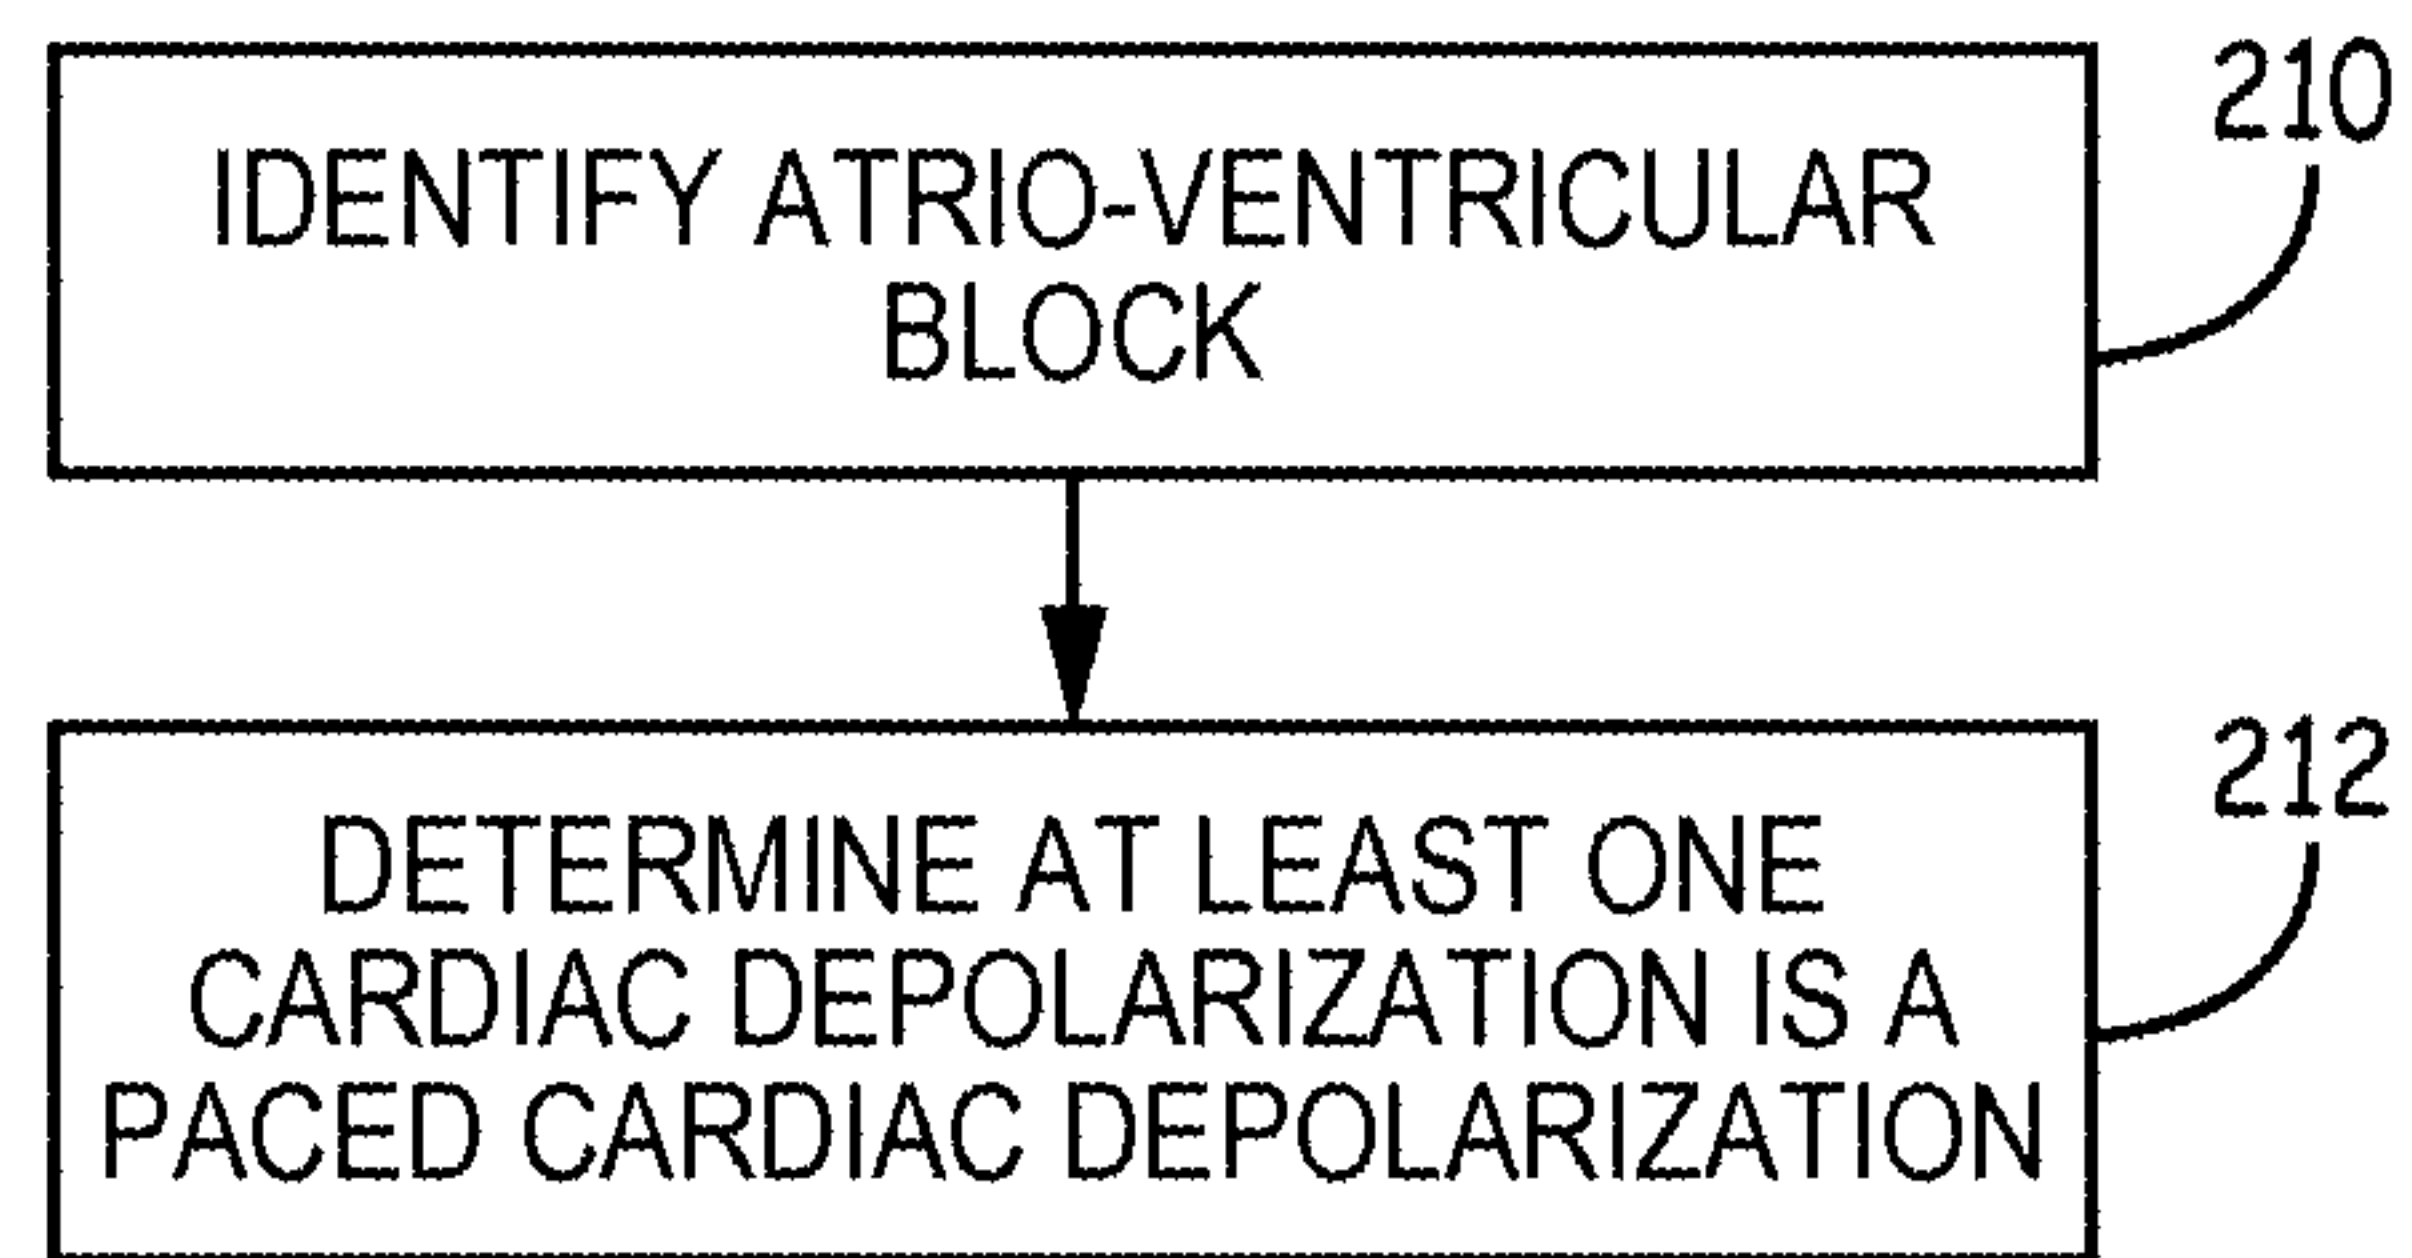 210
IDENTIFY ATRIO-VENTRICULAR
BLOCK
212
DETERMINE AT LEAST ONE
CARDIAC DEPOLARIZATION IS A
PACED CARDIAC DEPOLARIZATION